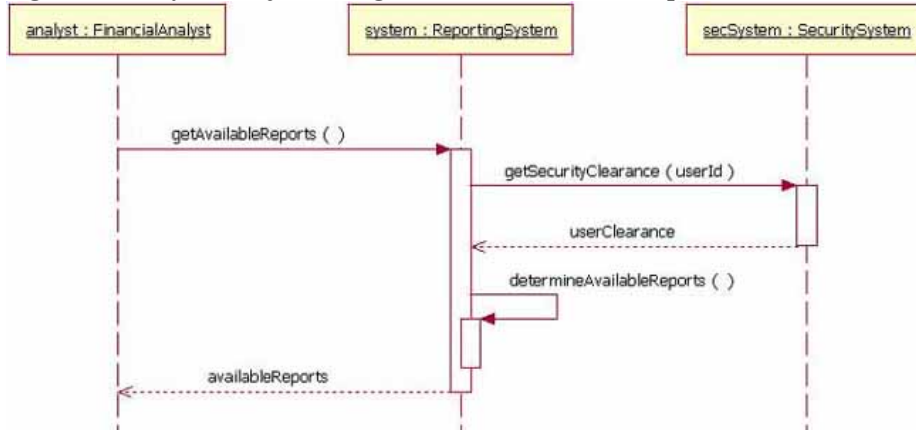 analyst : FinancialAnalyst
system : ReportingSystem
secSystem : SecuritySystem
getAvailableReports ( )
getSecurityClearance ( userId )
userClearance
determineAvailableReports ( )
availableReports